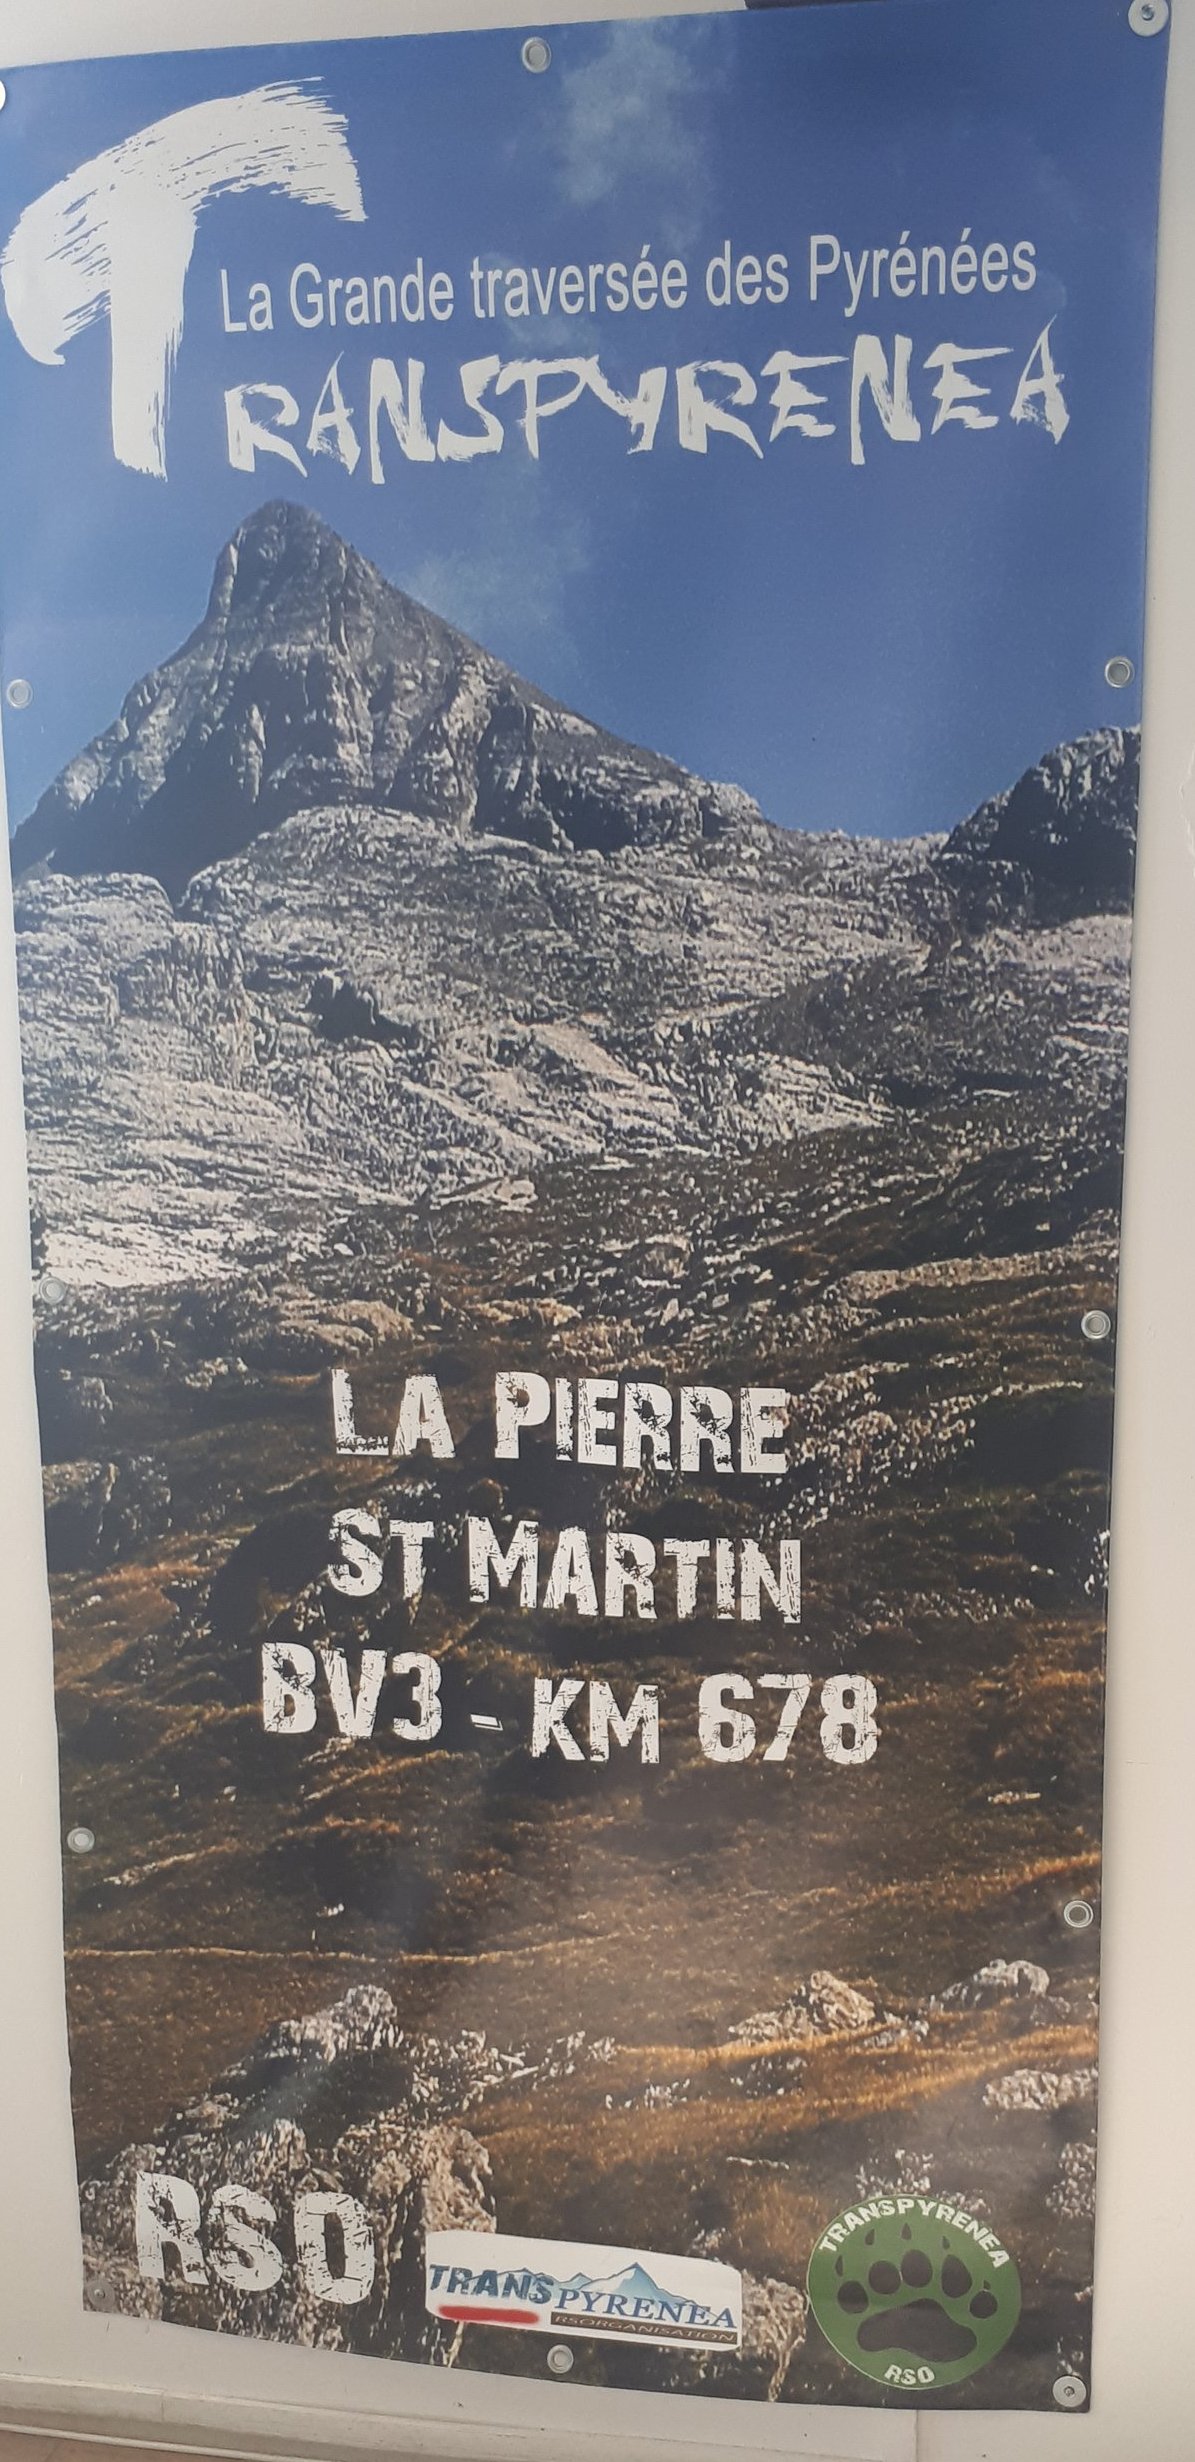 La Grande traversée des Pyrénées
TRANSPYRENEA
LA PIERRE
ST MARTIN
BV3 - KM 678
RSO
TRANSPYRENEA
RSORGANISATION
TRANSPYRENEA
RSO